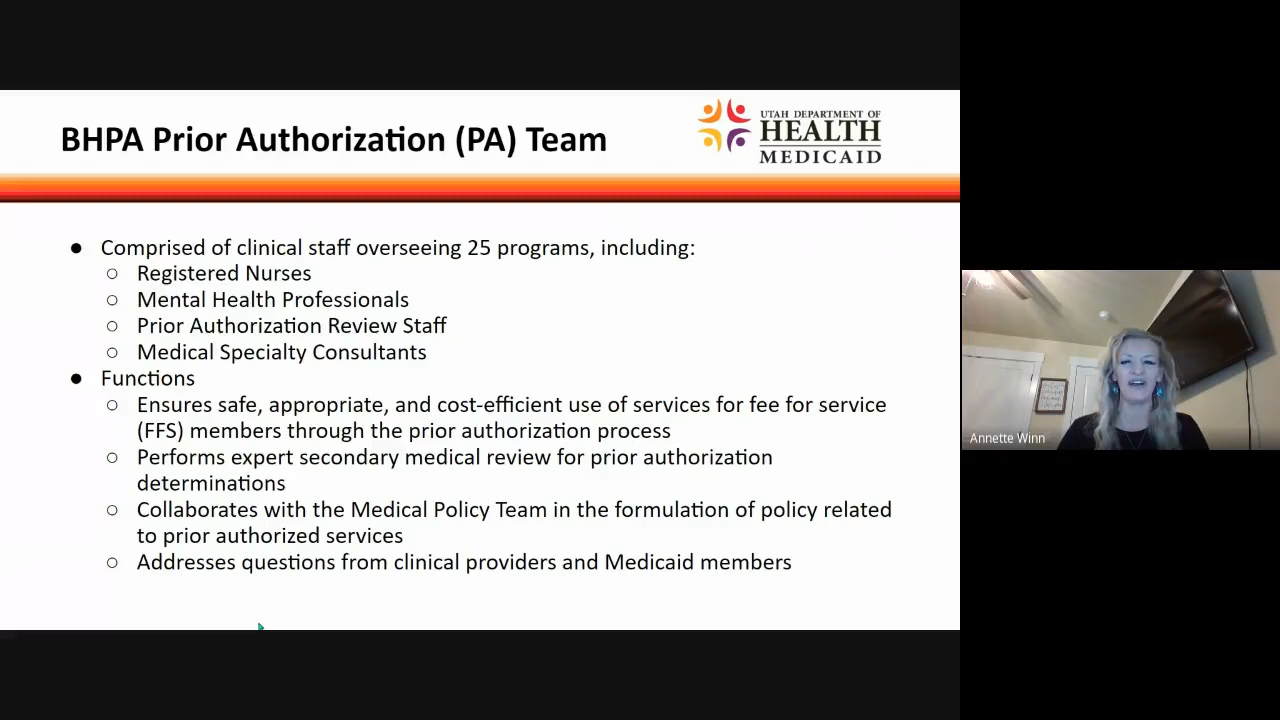 BHPA Prior Authorization (PA) Team
UTAH DEPARTMENT OF
HEALTH
MEDICAID
● Comprised of clinical staff overseeing 25 programs, including:
○ Registered Nurses
○ Mental Health Professionals
○ Prior Authorization Review Staff
○ Medical Specialty Consultants
● Functions
○ Ensures safe, appropriate, and cost-efficient use of services for fee for service
(FFS) members through the prior authorization process
○ Performs expert secondary medical review for prior authorization
determinations
○ Collaborates with the Medical Policy Team in the formulation of policy related
to prior authorized services
○ Addresses questions from clinical providers and Medicaid members
Annette Winn